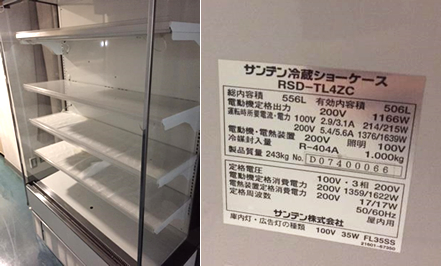 サンデン冷蔵ショーケース
RSD-TL4ZC
総内容積 556L 有効内容積 506L
電動機定格出力 200V 1166W
運転時所要電流・電力 100V 2.9/3.1A 214/215W
200V 5.4/5.6A 1376/1639W
電動機・電熱装置 200V 照明 100V
冷媒封入量 R-404A 1.000kg
製品質量 243kg No. D07400066
定格電圧 100V・3相 200V
電動機定格消費電力 200V 1359/1622W
電熱装置定格消費電力 200V 17/17W
定格周波数 50/60Hz
屋内用
サンデン株式会社
庫内灯・広告灯の種類 100V 35W FL35SS